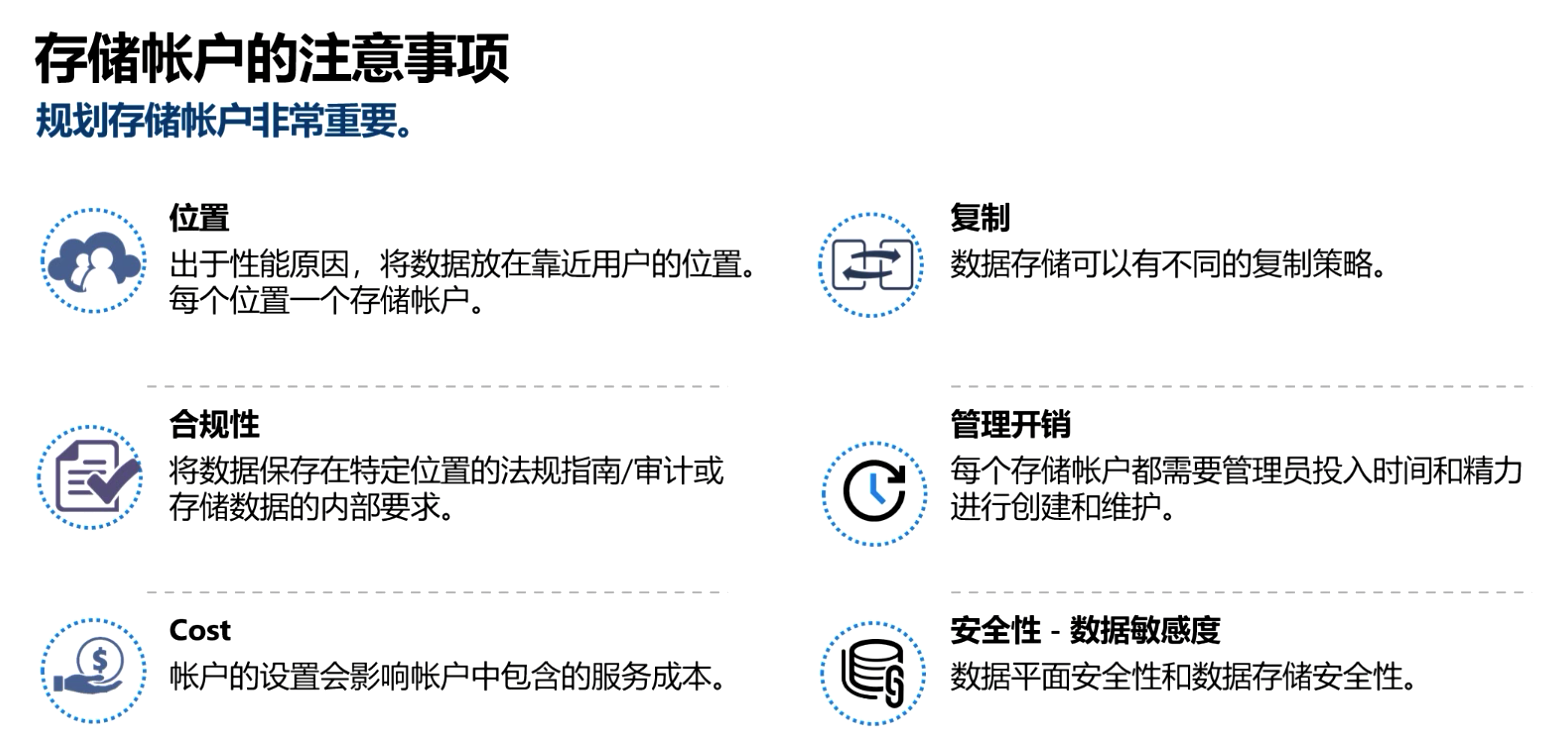 存储帐户的注意事项
规划存储帐户非常重要。
位置
出于性能原因，将数据放在靠近用户的位置。
每个位置一个存储帐户。
复制
数据存储可以有不同的复制策略。
合规性
将数据保存在特定位置的法规指南/审计或
存储数据的内部要求。
管理开销
每个存储帐户都需要管理员投入时间和精力
进行创建和维护。
Cost
帐户的设置会影响帐户中包含的服务成本。
安全性 - 数据敏感度
数据平面安全性和数据存储安全性。